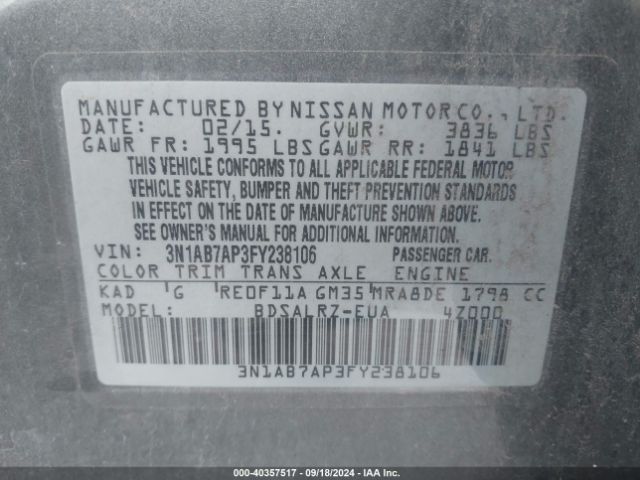 MANUFACTURED BY NISSAN MOTOR CO., LTD.
DATE: 02/15. GVWR: 3836 LBS
GAWR FR: 1995 LBS GAWR RR: 1841 LBS
THIS VEHICLE CONFORMS TO ALL APPLICABLE FEDERAL MOTOR
VEHICLE SAFETY, BUMPER AND THEFT PREVENTION STANDARDS
IN EFFECT ON THE DATE OF MANUFACTURE SHOWN ABOVE.
SEE OWNER'S MANUAL FOR ADDITIONAL INFORMATION.
VIN: 3N1AB7AP3FY238106 PASSENGER CAR.
COLOR TRIM TRANS AXLE ENGINE
KAD G RE0F11A GM35 MRA8DE 1798 CC
MODEL: BDSALRZ-EUA 4Z000
3N1AB7AP3FY238106
000-40357517 - 09/18/2024 - IAA